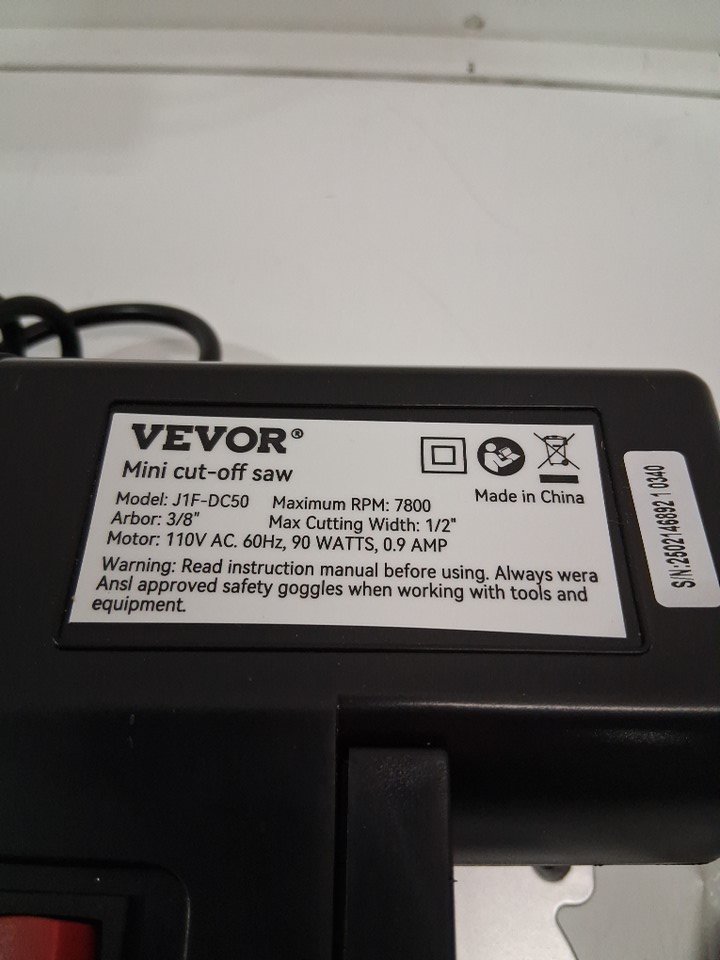 VEVOR®
Mini cut-off saw
Model: J1F-DC50 Maximum RPM: 7800
Arbor: 3/8" Max Cutting Width: 1/2"
Motor: 110V AC. 60Hz, 90 WATTS, 0.9 AMP
Made in China
Warning: Read instruction manual before using. Always wera
Ansl approved safety goggles when working with tools and
equipment.
S/N:2502146892 1 0340